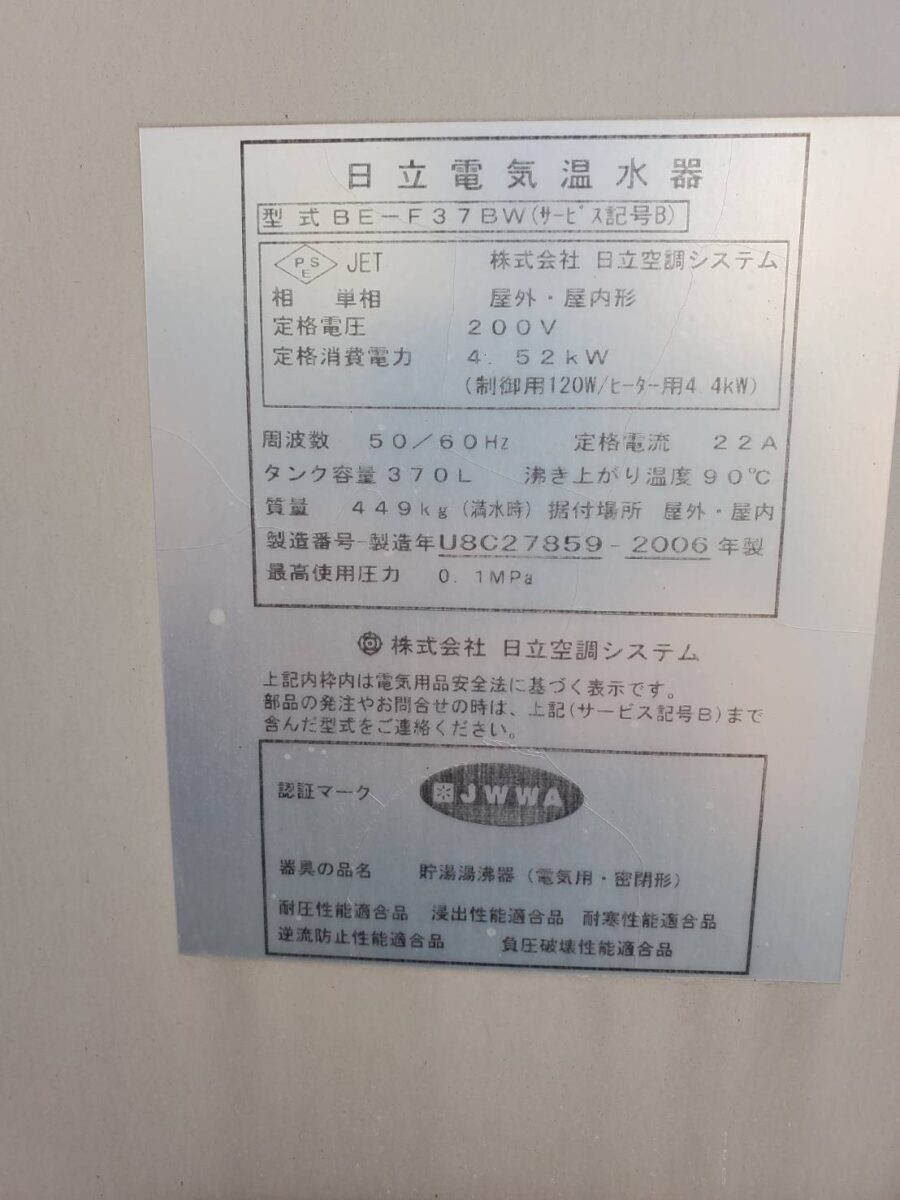 日立電気温水器
型式 BE-F37BW(サービス記号B)
PSE JET 株式会社 日立空調システム
相 単相 屋外・屋内形
定格電圧 200V
定格消費電力 4.52kW
(制御用120W/ヒーター用4.4kW)
周波数 50/60Hz 定格電流 22A
タンク容量 370L 沸き上がり温度 90℃
質量 449kg (満水時) 据付場所 屋外・屋内
製造番号-製造年 U8C27859-2006年製
最高使用圧力 0.1MPa
株式会社 日立空調システム
上記内枠内は電気用品安全法に基づく表示です。
部品の発注やお問合せの時は、上記(サービス記号B)まで
含んだ型式をご連絡ください。
認証マーク JWWA
器具の品名 貯湯湯沸器(電気用・密閉形)
耐圧性能適合品 浸出性能適合品 耐寒性能適合品
逆流防止性能適合品 負圧破壊性能適合品